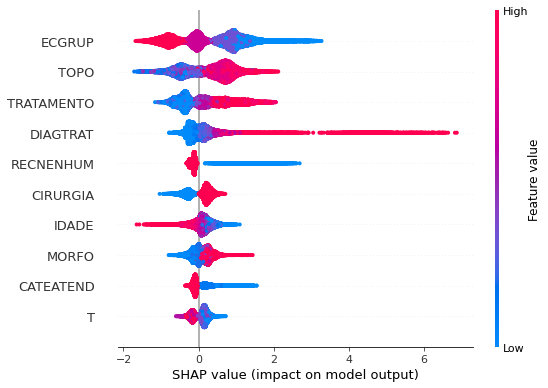 High
ECGRUP
TOPO
TRATAMENTO
DIAGTRAT
RECNENHUM
CIRURGIA
IDADE
MORFO
CATEATEND
T
Feature value
Low
−2 0 2 4 6
SHAP value (impact on model output)